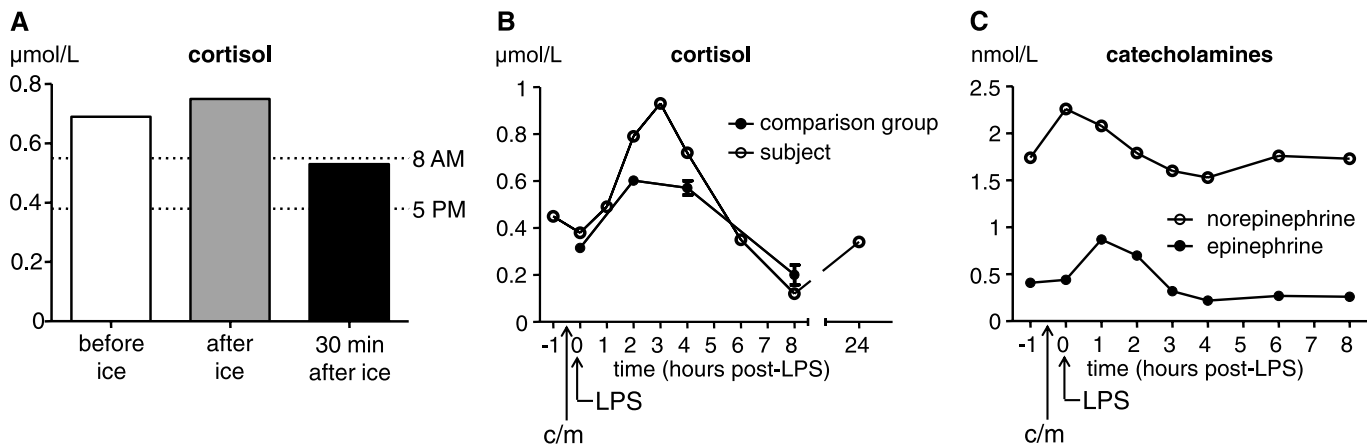 A
µmol/L
cortisol
0.8
0.6
0.4
0.2
0
8 AM
5 PM
before
ice
after
ice
30 min
after ice
B
µmol/L
cortisol
1
0.8
0.6
0.4
0.2
0
comparison group
subject
-1 0 1 2 3 4 5 6 7 8 24
time (hours post-LPS)
LPS
c/m
C
nmol/L
catecholamines
2.5
2
1.5
1
0.5
0
norepinephrine
epinephrine
-1 0 1 2 3 4 5 6 7 8
time (hours post-LPS)
LPS
c/m